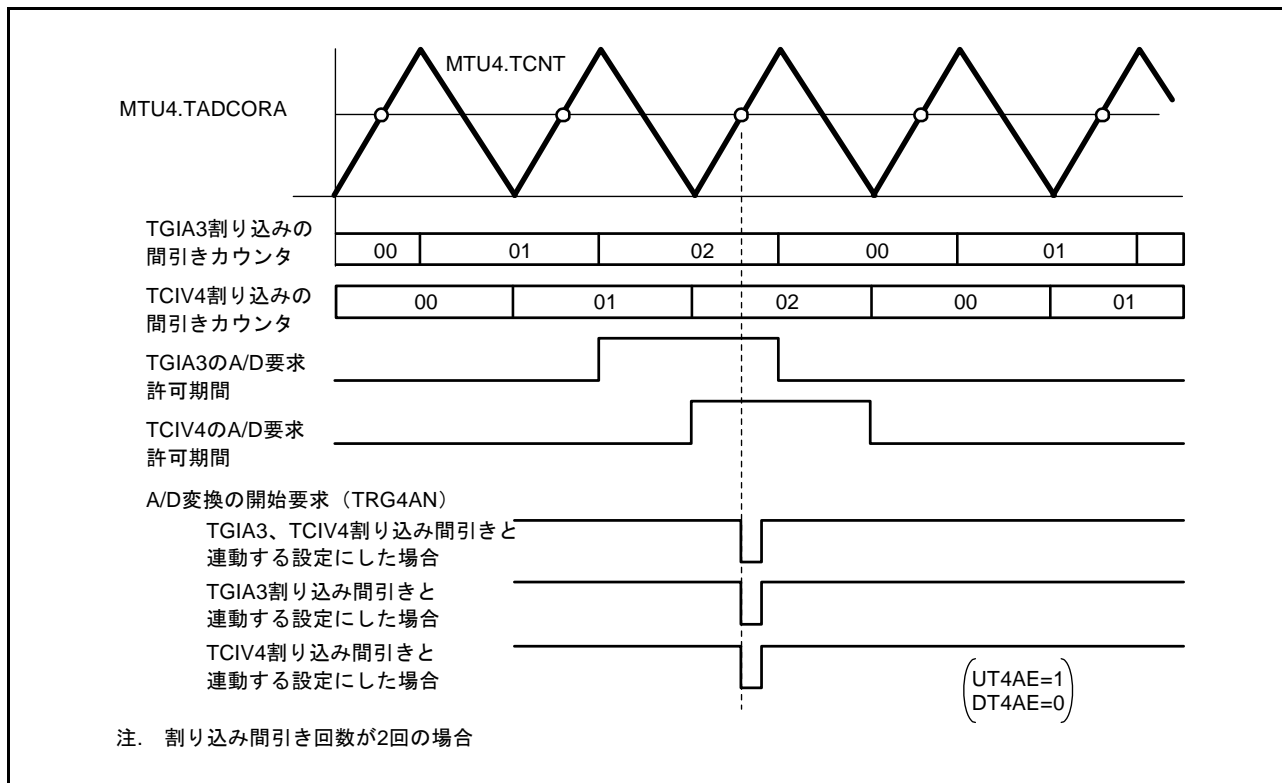 MTU4.TCNT
MTU4.TADCORA
TGIA3割り込みの
間引きカウンタ
00 01 02 00 01
TCIV4割り込みの
間引きカウンタ
00 01 02 00 01
TGIA3のA/D要求
許可期間
TCIV4のA/D要求
許可期間
A/D変換の開始要求（TRG4AN）
TGIA3、TCIV4割り込み間引きと
連動する設定にした場合
TGIA3割り込み間引きと
連動する設定にした場合
TCIV4割り込み間引きと
連動する設定にした場合
UT4AE=1
DT4AE=0
注. 割り込み間引き回数が2回の場合